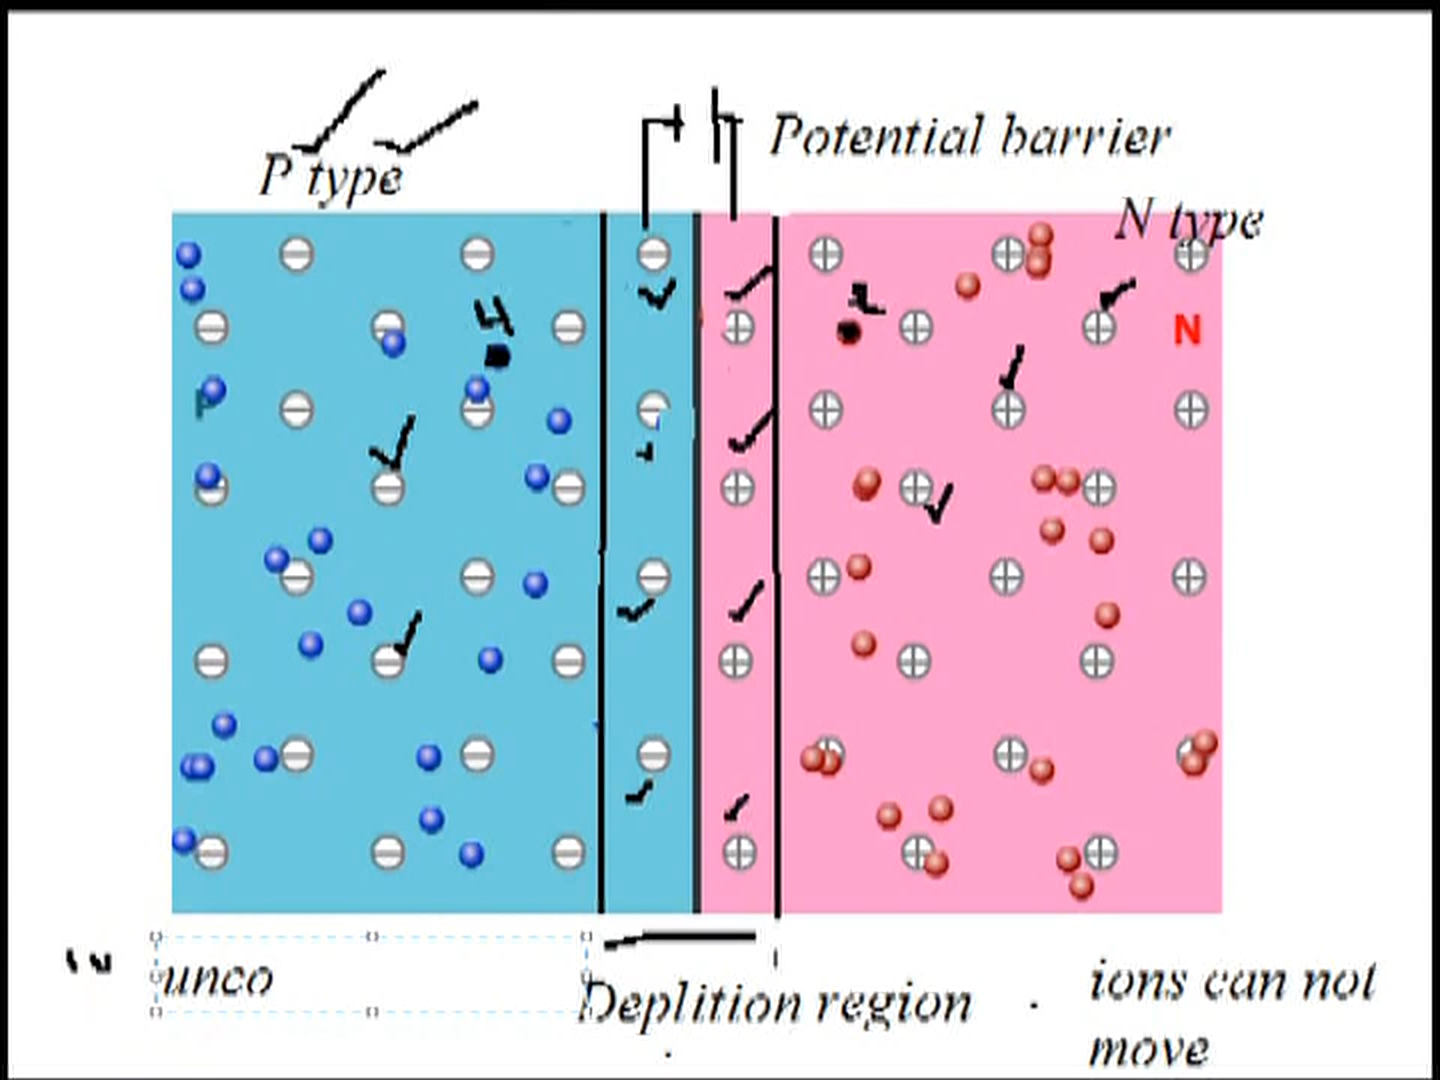 Potential barrier
P type
N type
N
P
unco
Deplition region
ions can not
move